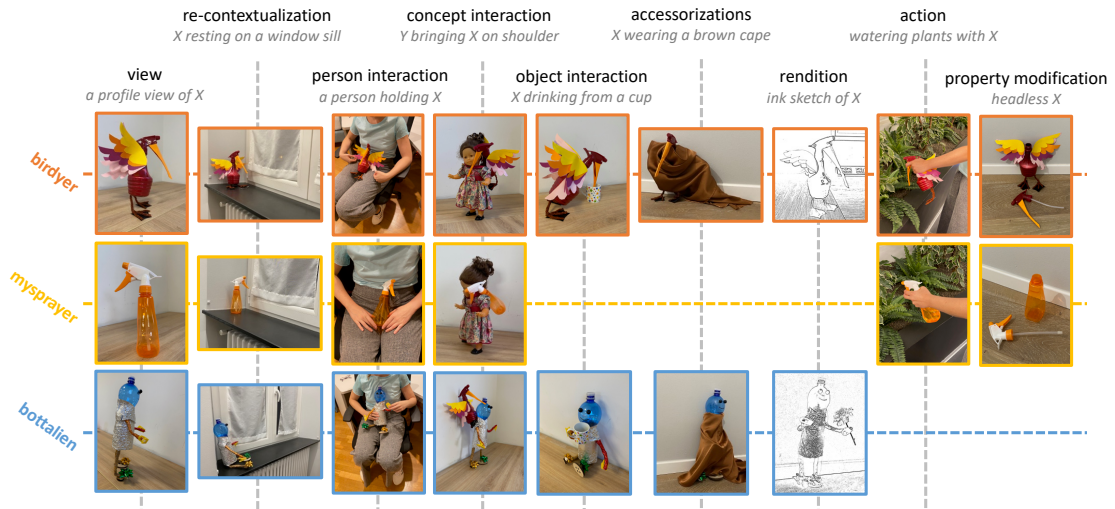 re-contextualization
X resting on a window sill
concept interaction
Y bringing X on shoulder
accessorizations
X wearing a brown cape
action
watering plants with X
view
a profile view of X
person interaction
a person holding X
object interaction
X drinking from a cup
rendition
ink sketch of X
property modification
headless X
birdyer
mysprayer
bottalien